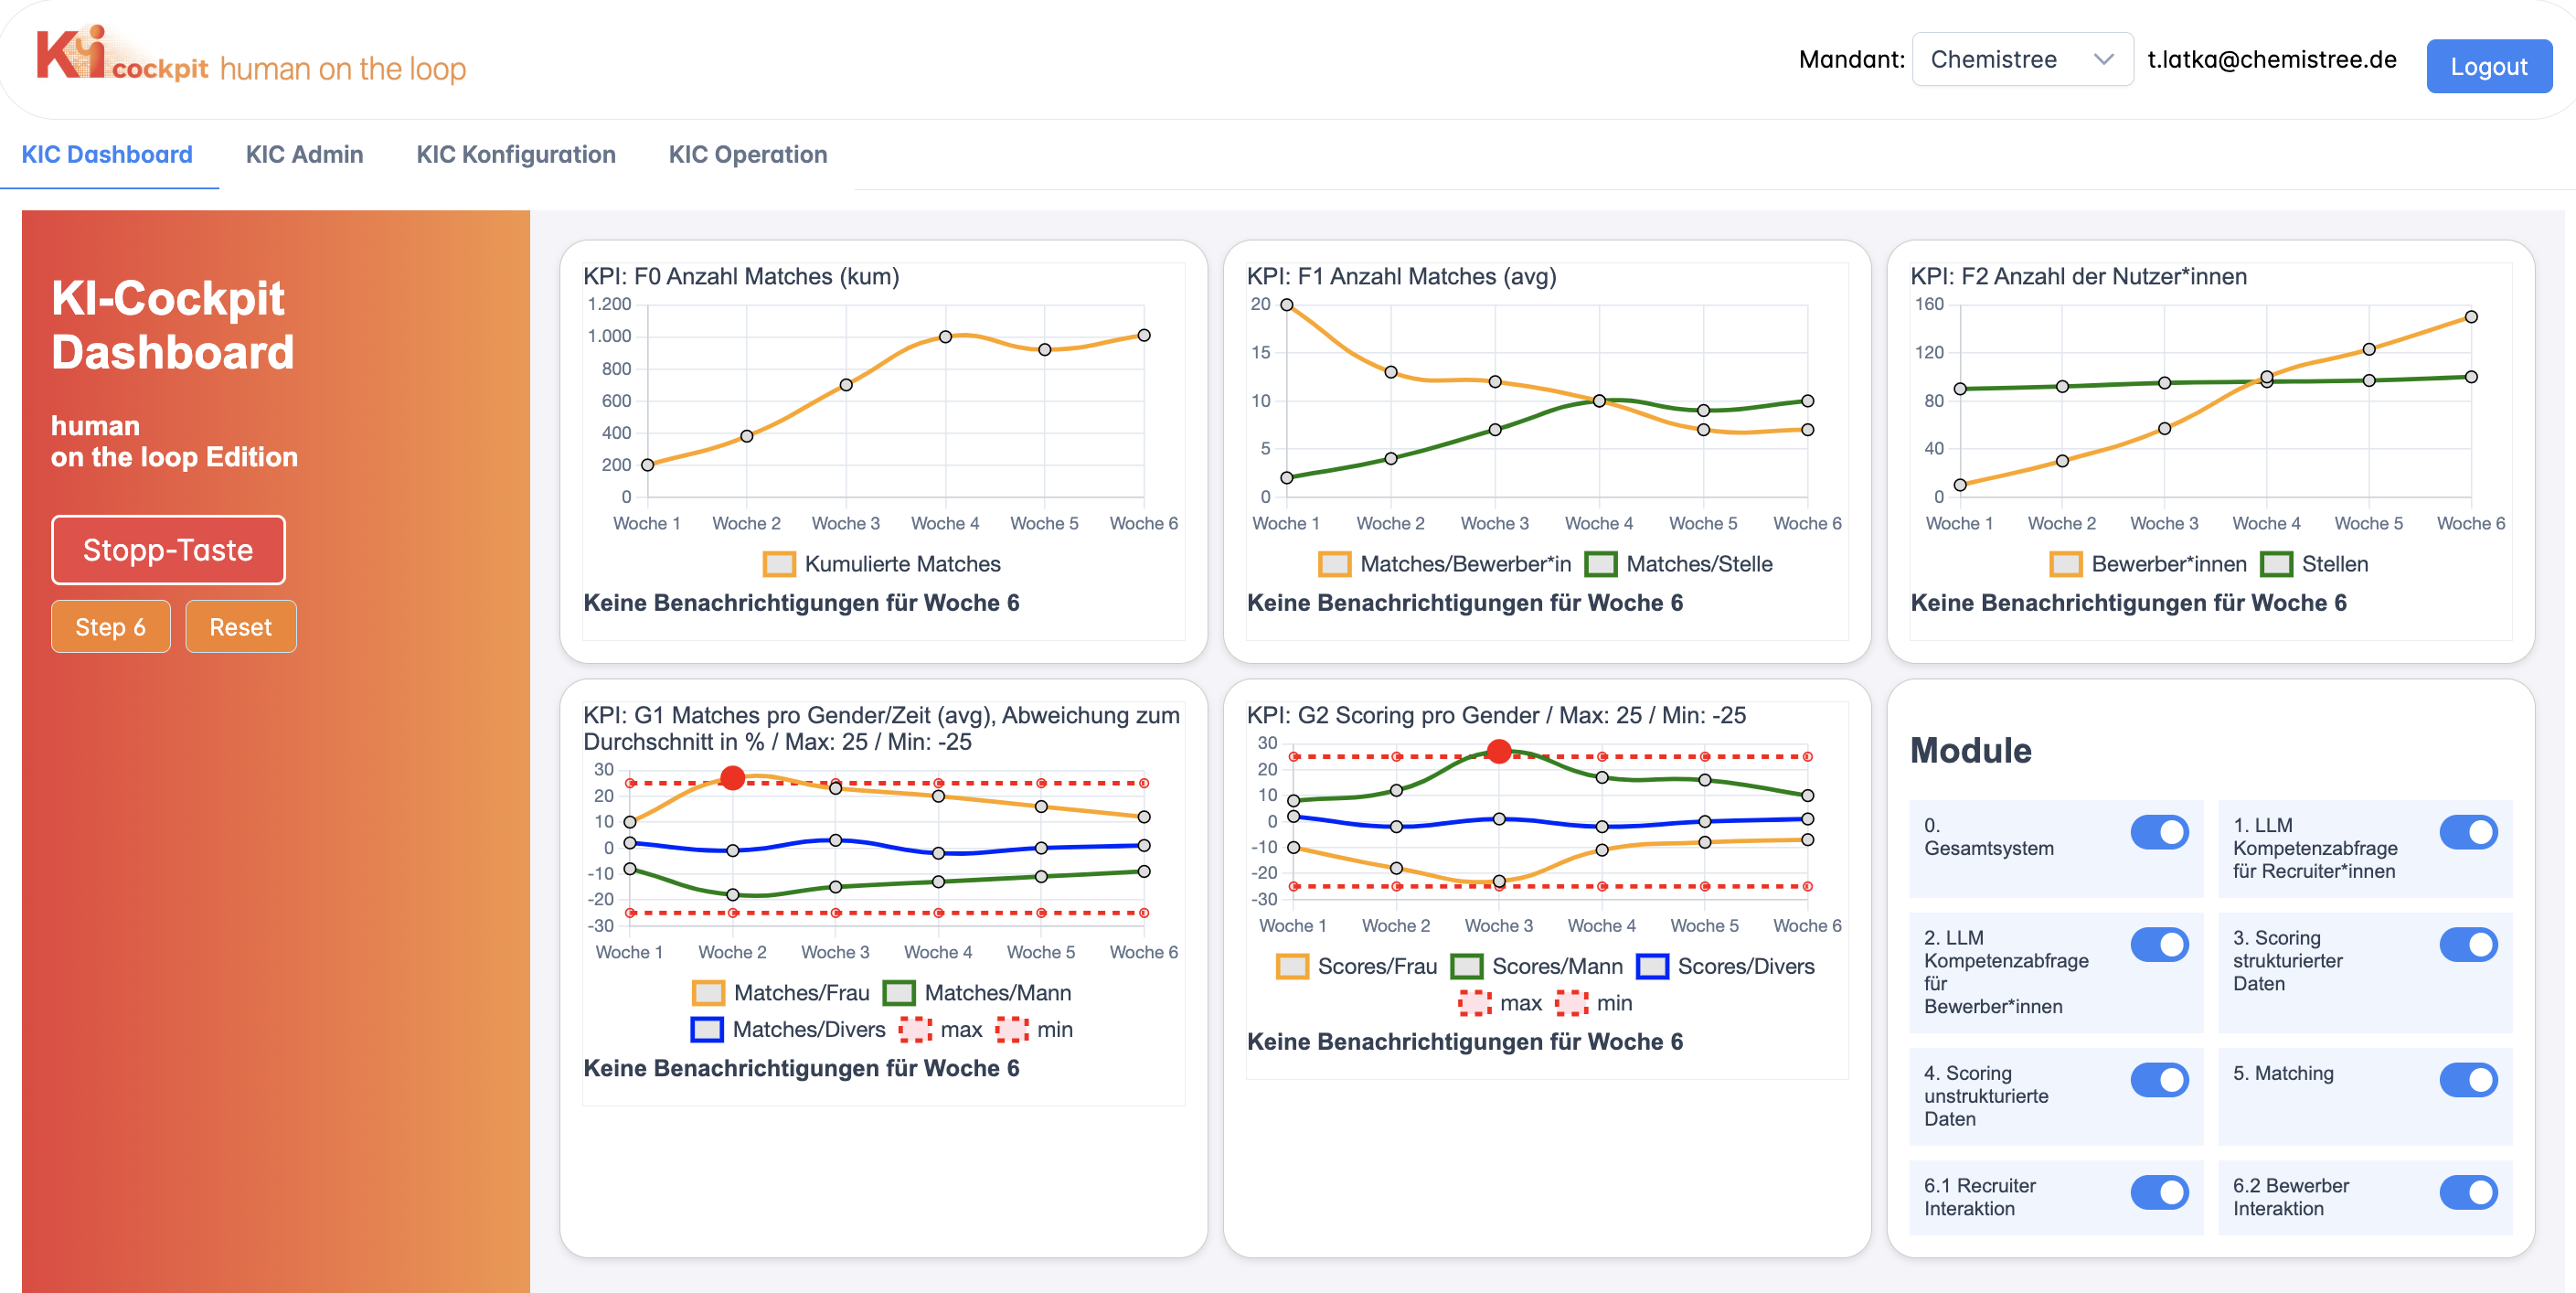 KI cockpit human on the loop
Mandant: Chemistree t.latka@chemistree.de Logout
KIC Dashboard KIC Admin KIC Konfiguration KIC Operation
KI-Cockpit
Dashboard
human
on the loop Edition
Stopp-Taste
Step 6 Reset
KPI: F0 Anzahl Matches (kum)
1.200
1.000
800
600
400
200
0
Woche 1 Woche 2 Woche 3 Woche 4 Woche 5 Woche 6
Kumulierte Matches
Keine Benachrichtigungen für Woche 6
KPI: F1 Anzahl Matches (avg)
20
15
10
5
0
Woche 1 Woche 2 Woche 3 Woche 4 Woche 5 Woche 6
Matches/Bewerber*in Matches/Stelle
Keine Benachrichtigungen für Woche 6
KPI: F2 Anzahl der Nutzer*innen
160
120
80
40
0
Woche 1 Woche 2 Woche 3 Woche 4 Woche 5 Woche 6
Bewerber*innen Stellen
Keine Benachrichtigungen für Woche 6
KPI: G1 Matches pro Gender/Zeit (avg), Abweichung zum
Durchschnitt in % / Max: 25 / Min: -25
30
20
10
0
-10
-20
-30
Woche 1 Woche 2 Woche 3 Woche 4 Woche 5 Woche 6
Matches/Frau Matches/Mann
Matches/Divers max min
Keine Benachrichtigungen für Woche 6
KPI: G2 Scoring pro Gender / Max: 25 / Min: -25
30
20
10
0
-10
-20
-30
Woche 1 Woche 2 Woche 3 Woche 4 Woche 5 Woche 6
Scores/Frau Scores/Mann Scores/Divers
max min
Keine Benachrichtigungen für Woche 6
Module
0.
Gesamtsystem
1. LLM
Kompetenzabfrage
für Recruiter*innen
2. LLM
Kompetenzabfrage
für
Bewerber*innen
3. Scoring
strukturierter
Daten
4. Scoring
unstrukturierte
Daten
5. Matching
6.1 Recruiter
Interaktion
6.2 Bewerber
Interaktion